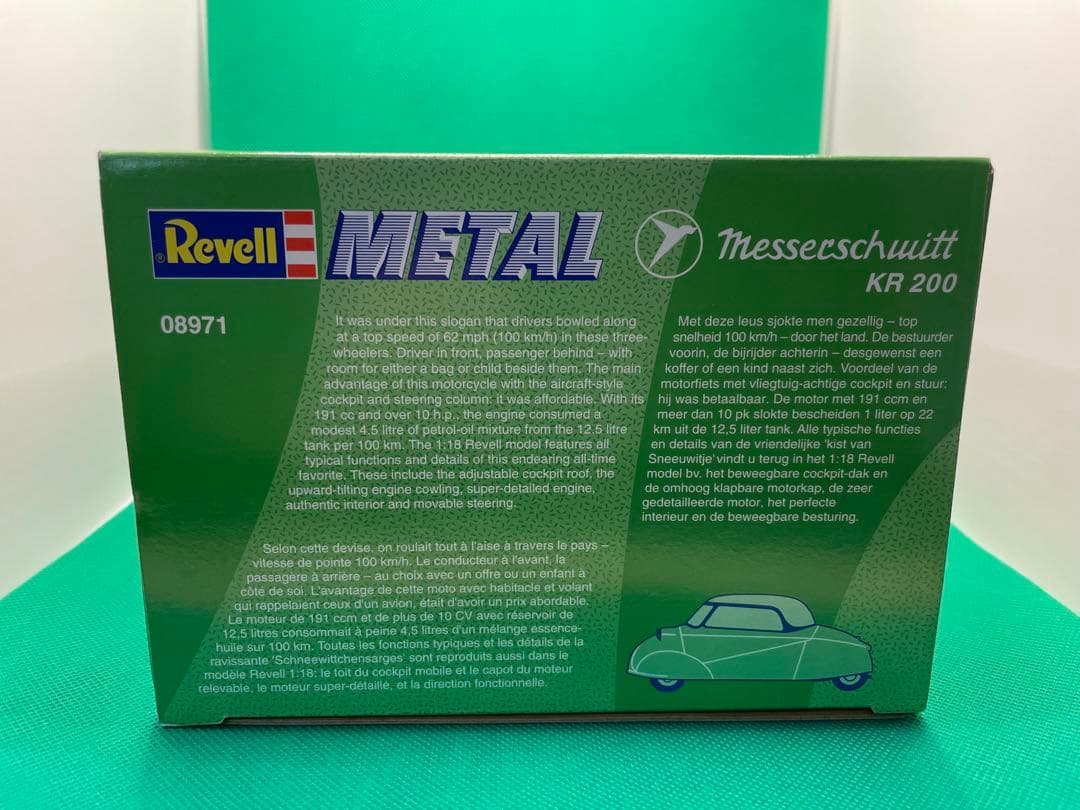 Revell
METAL
Messerschmitt
KR 200
08971
It was under this slogan that drivers bowled along
at a top speed of 62 mph (100 km/h) in these three-
wheelers. Driver in front, passenger behind – with
room for either a bag or child beside them. The main
advantage of this motorcycle with the aircraft-style
cockpit and steering column: it was affordable. With its
191 cc and over 10 h.p., the engine consumed a
modest 4.5 litre of petrol-oil mixture from the 12.5 litre
tank per 100 km. The 1:18 Revell model features all
typical functions and details of this endearing all-time
favorite. These include the adjustable cockpit roof, the
upward-tilting engine cowling, super-detailed engine,
authentic interior and movable steering.
Selon cette devise, on roulait tout à l'aise à travers le pays –
vitesse de pointe 100 km/h. Le conducteur à l'avant, la
passagère à arrière – au choix avec un offre ou un enfant à
côté de soi. L'avantage de cette moto avec habitacle et volant
qui rappelaient ceux d'un avion, était d'avoir un prix abordable.
Le moteur de 191 ccm et de plus de 10 CV avec réservoir de
12,5 litres consommait à peine 4,5 litres d'un mélange essence-
huile sur 100 km. Toutes les fonctions typiques et les détails de la
ravissante 'Schneewittchensarges' sont reproduits aussi dans le
modèle Revell 1:18: le toit du cockpit mobile et le capot du moteur
relevable, le moteur super-détaillé, et la direction fonctionnelle.
Met deze leus sjokte men gezellig – top
snelheid 100 km/h – door het land. De bestuurder
voorin, de bijrijder achterin – desgewenst een
koffer of een kind naast zich. Voordeel van de
motorfiets met vliegtuig-achtige cockpit en stuur:
hij was betaalbaar. De motor met 191 ccm en
meer dan 10 pk slokte bescheiden 1 liter op 22
km uit de 12,5 liter tank. Alle typische functies
en details van de vriendelijke 'kist van
Sneeuwitje' vindt u terug in het 1:18 Revell
model bv. het beweegbare cockpit-dak en
de omhoog klapbare motorkap, de zeer
gedetailleerde motor, het perfecte
interieur en de beweegbare besturing.